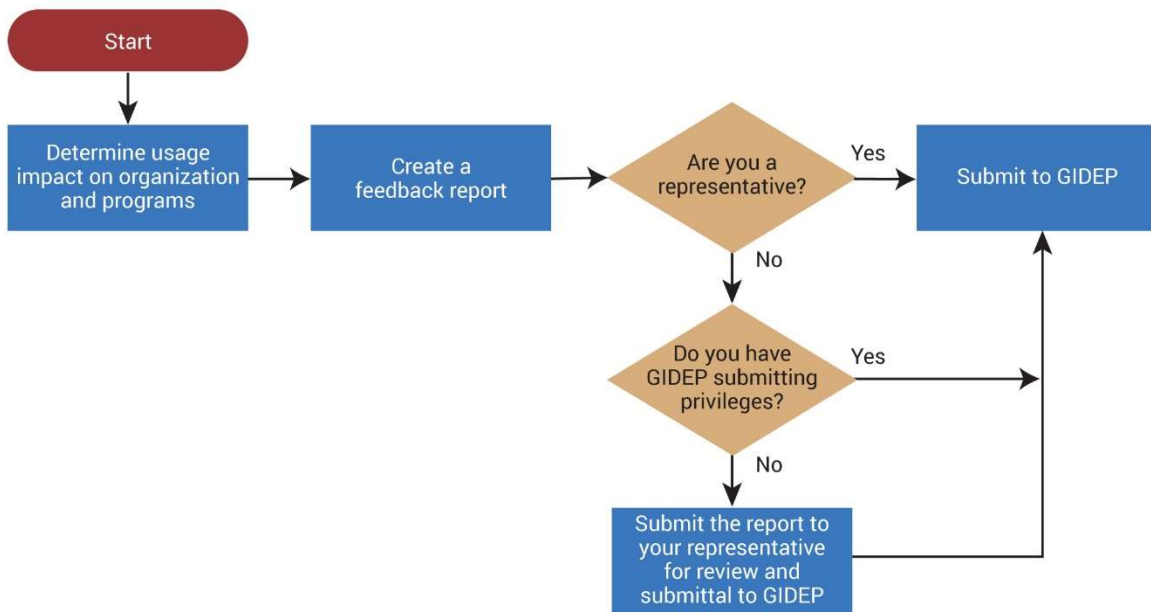 Start
Determine usage
impact on organization
and programs
Create a
feedback report
Are you a
representative?
Yes
Submit to GIDEP
No
Do you have
GIDEP submitting
privileges?
Yes
No
Submit the report to
your representative
for review and
submittal to GIDEP